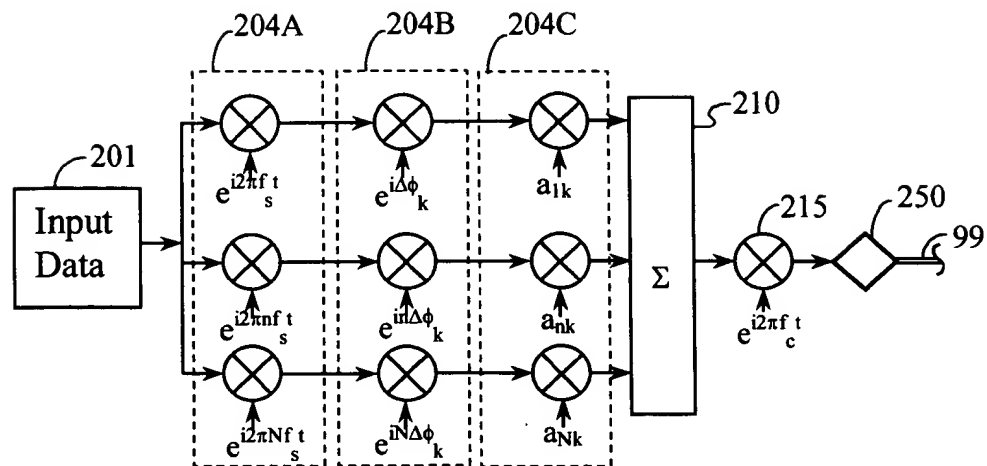 204A 204B 204C
210
201
e^{i2πf_s t} e^{iΔϕ_k} a_{1k}
215 250 99
Input
Data
Σ
e^{i2πnf_s t} e^{inΔϕ_k} a_{nk}
e^{i2πf_c t}
e^{i2πNf_s t} e^{iNΔϕ_k} a_{Nk}